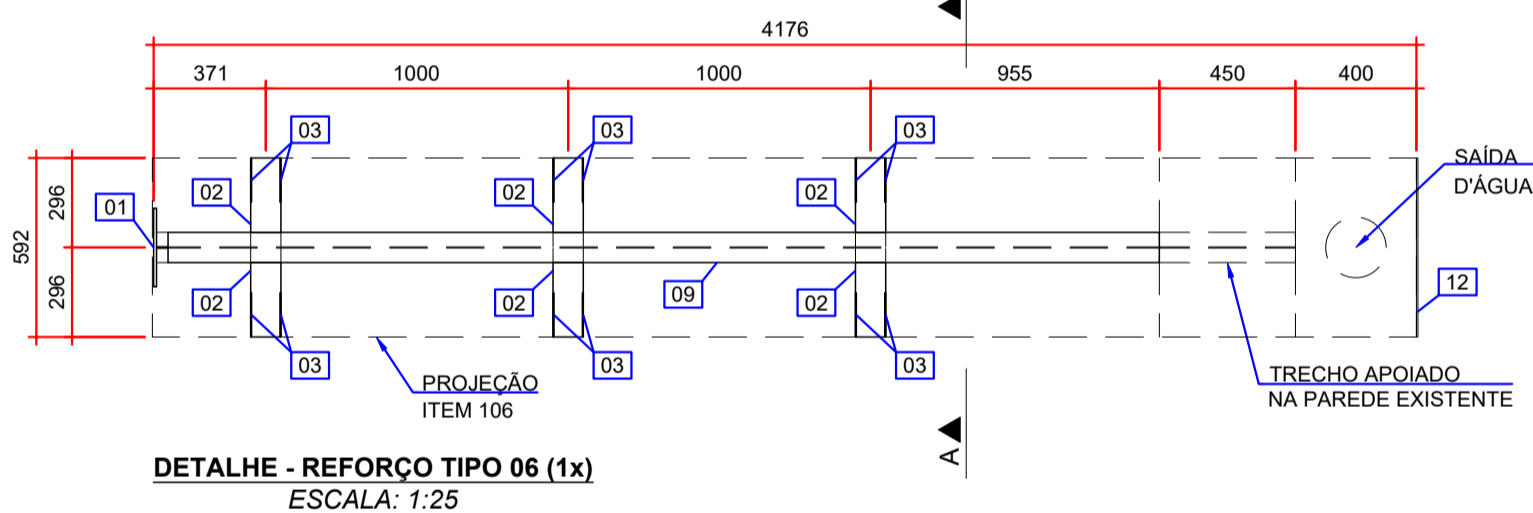 4176
371 1000 1000 955 450 400
03 03 03
SAÍDA
D'ÁGUA
02 02 02
296
01
592
296
02 02 09 02 12
03 03 03
PROJEÇÃO
ITEM 106
TRECHO APOIADO
NA PAREDE EXISTENTE
A
DETALHE - REFORÇO TIPO 06 (1x)
ESCALA: 1:25